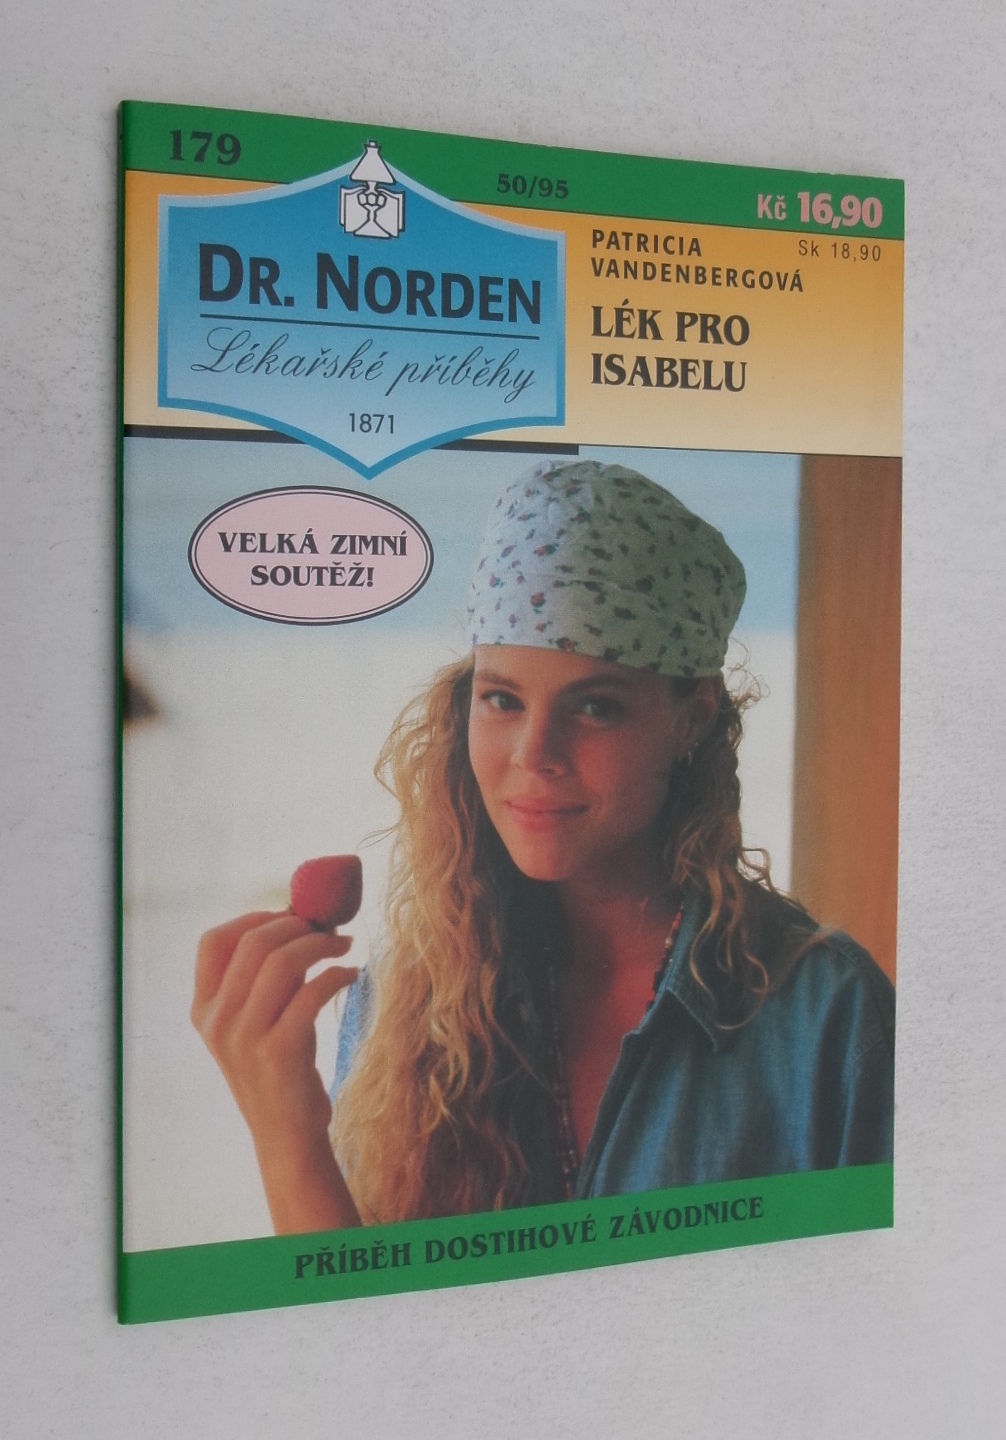 179
50/95
Kč 16,90
Sk 18,90
DR. NORDEN
Lékařské příběhy
1871
PATRICIA
VANDENBERGOVÁ
LÉK PRO
ISABELU
VELKÁ ZIMNÍ
SOUTĚŽ!
PŘÍBĚH DOSTIHOVÉ ZÁVODNICE